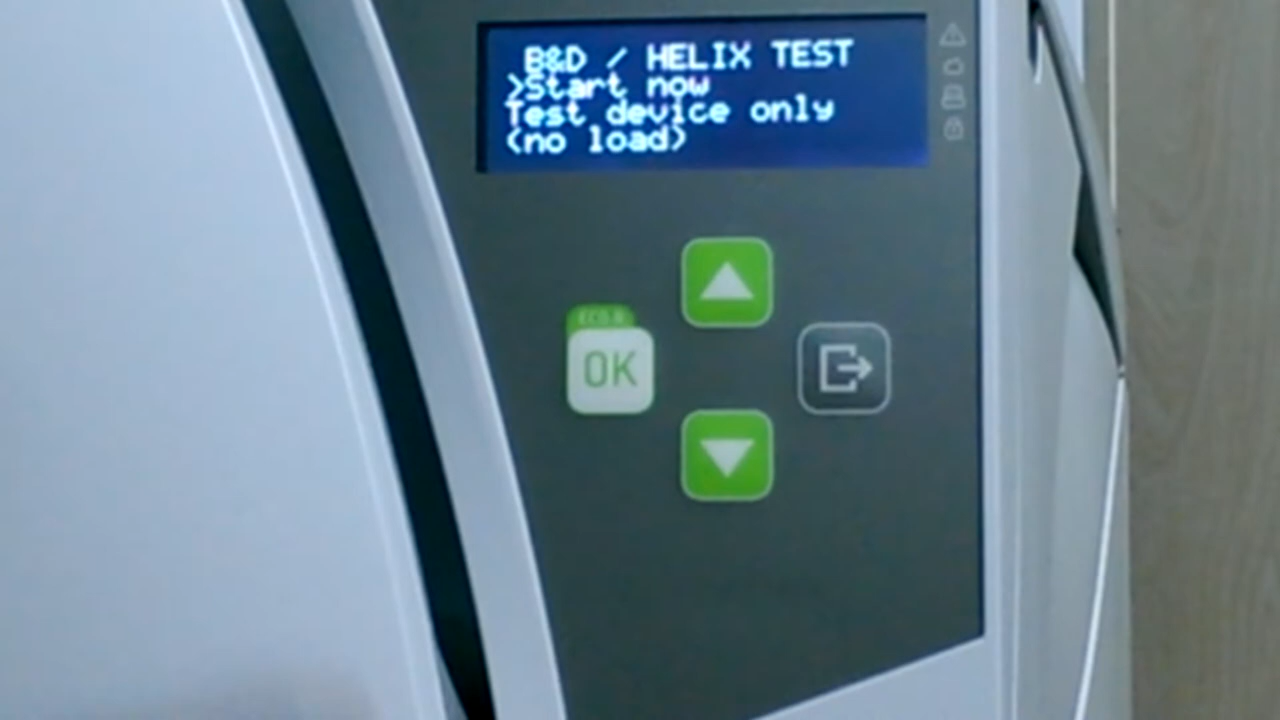 B&D / HELIX TEST
>Start now
Test device only
(no load)
OK